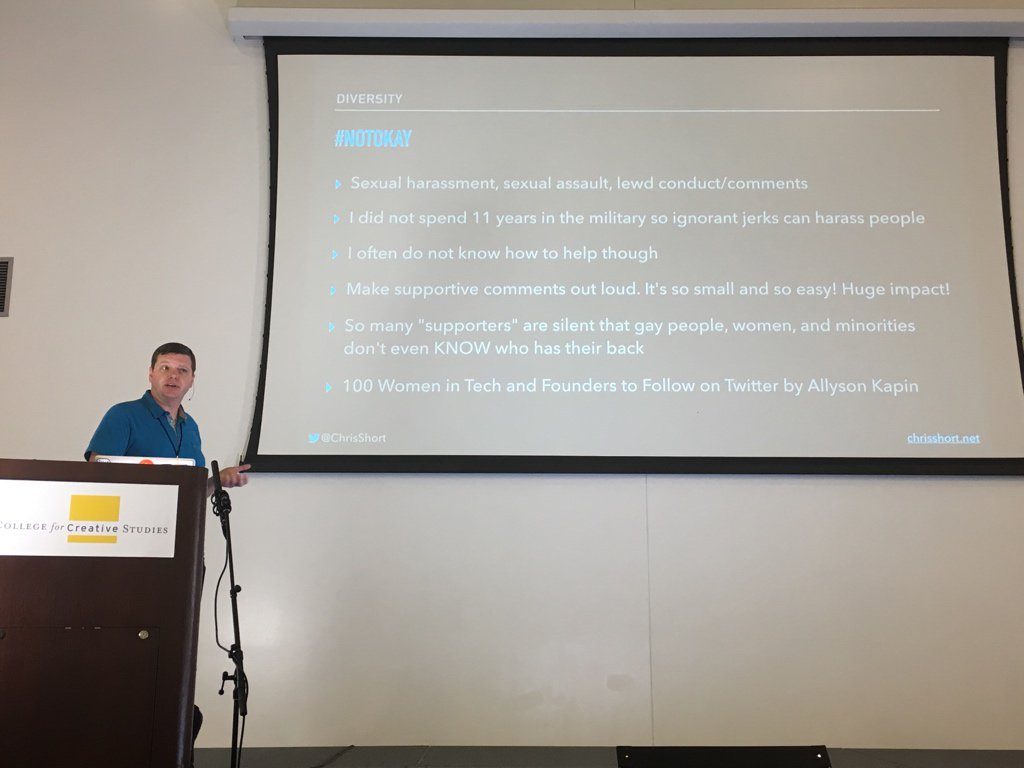 DIVERSITY
#NOTOKAY
Sexual harassment, sexual assault, lewd conduct/comments
I did not spend 11 years in the military so ignorant jerks can harass people
I often do not know how to help though
Make supportive comments out loud. It's so small and so easy! Huge impact!
So many "supporters" are silent that gay people, women, and minorities
don't even KNOW who has their back
100 Women in Tech and Founders to Follow on Twitter by Allyson Kapin
@ChrisShort
chrisshort.net
COLLEGE for Creative STUDIES